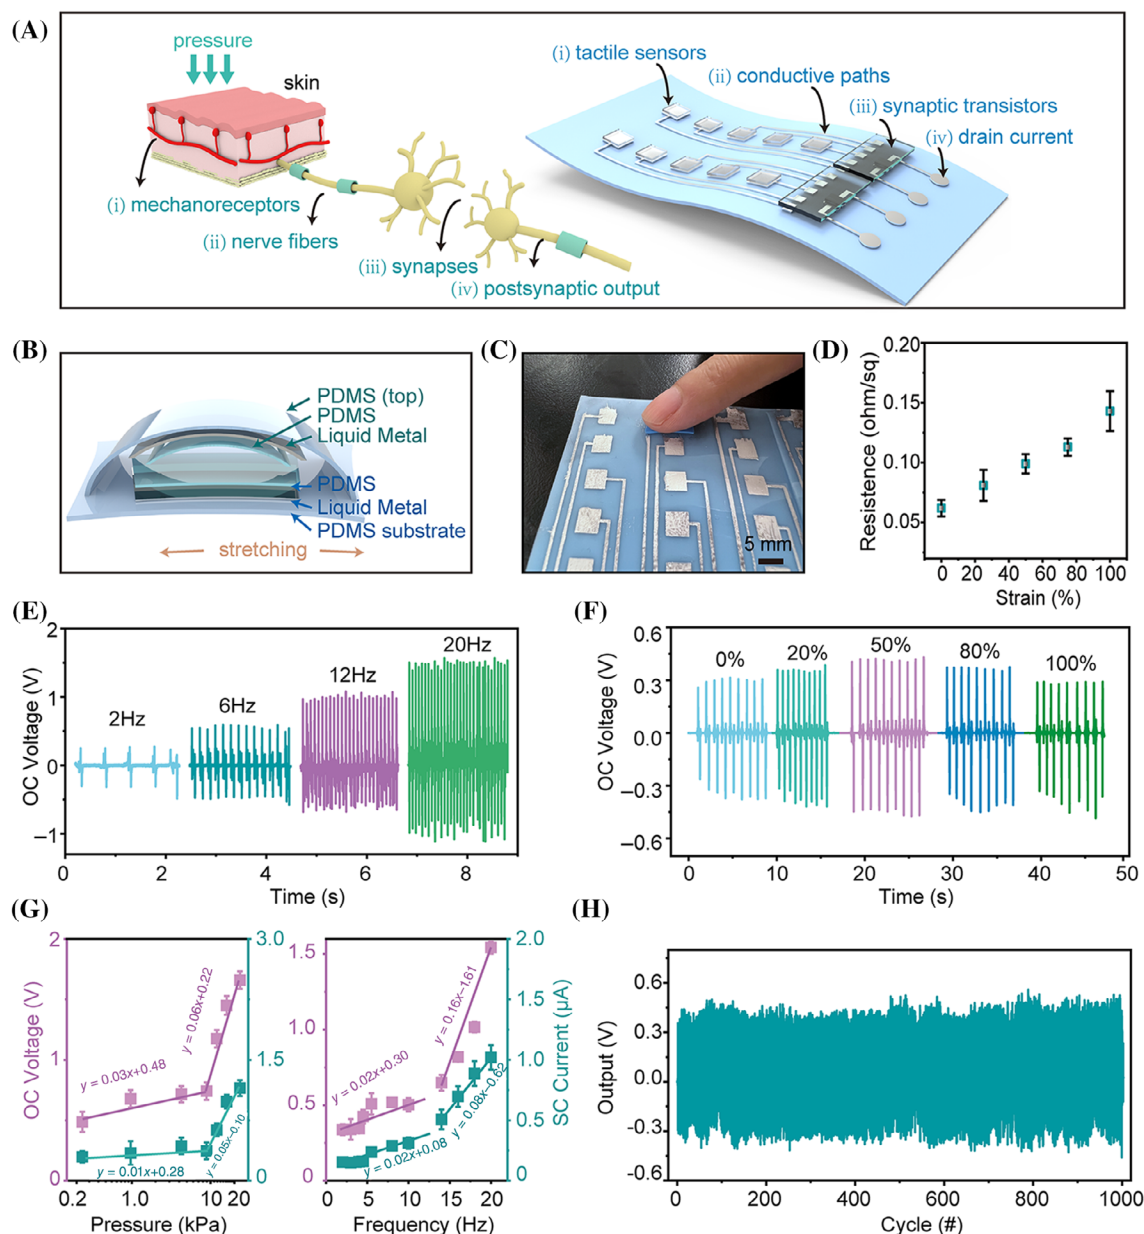 (A)
pressure
skin
(i) mechanoreceptors
(ii) nerve fibers
(iii) synapses
(iv) postsynaptic output
(i) tactile sensors
(ii) conductive paths
(iii) synaptic transistors
(iv) drain current
(B)
PDMS (top)
PDMS
Liquid Metal
PDMS
Liquid Metal
PDMS substrate
stretching
(C)
5 mm
(D)
Resistence (ohm/sq)
0.20
0.15
0.10
0.05
0 20 40 60 80 100
Strain (%)
(E)
OC Voltage (V)
2
1
0
–1
2Hz
6Hz
12Hz
20Hz
0 2 4 6 8
Time (s)
(F)
OC Voltage (V)
0.6
0.3
0.0
–0.3
–0.6
0%
20%
50%
80%
100%
0 10 20 30 40 50
Time (s)
(G)
OC Voltage (V)
2
1
0
y = 0.03x+0.48
y = 0.06x+0.22
y = 0.01x+0.28
y = 0.05x–0.10
3.0
1.5
0
0.2 1.0 10 20
Pressure (kPa)
1.5
1.0
0.5
0
y = 0.02x+0.30
y = 0.16x–1.61
y = 0.02x+0.08
y = 0.08x–0.62
2.0
1.5
1.0
0.5
0.0
SC Current (μA)
0 5 10 15 20
Frequency (Hz)
(H)
Output (V)
0.6
0.3
0.0
-0.3
-0.6
0 200 400 600 800 1000
Cycle (#)